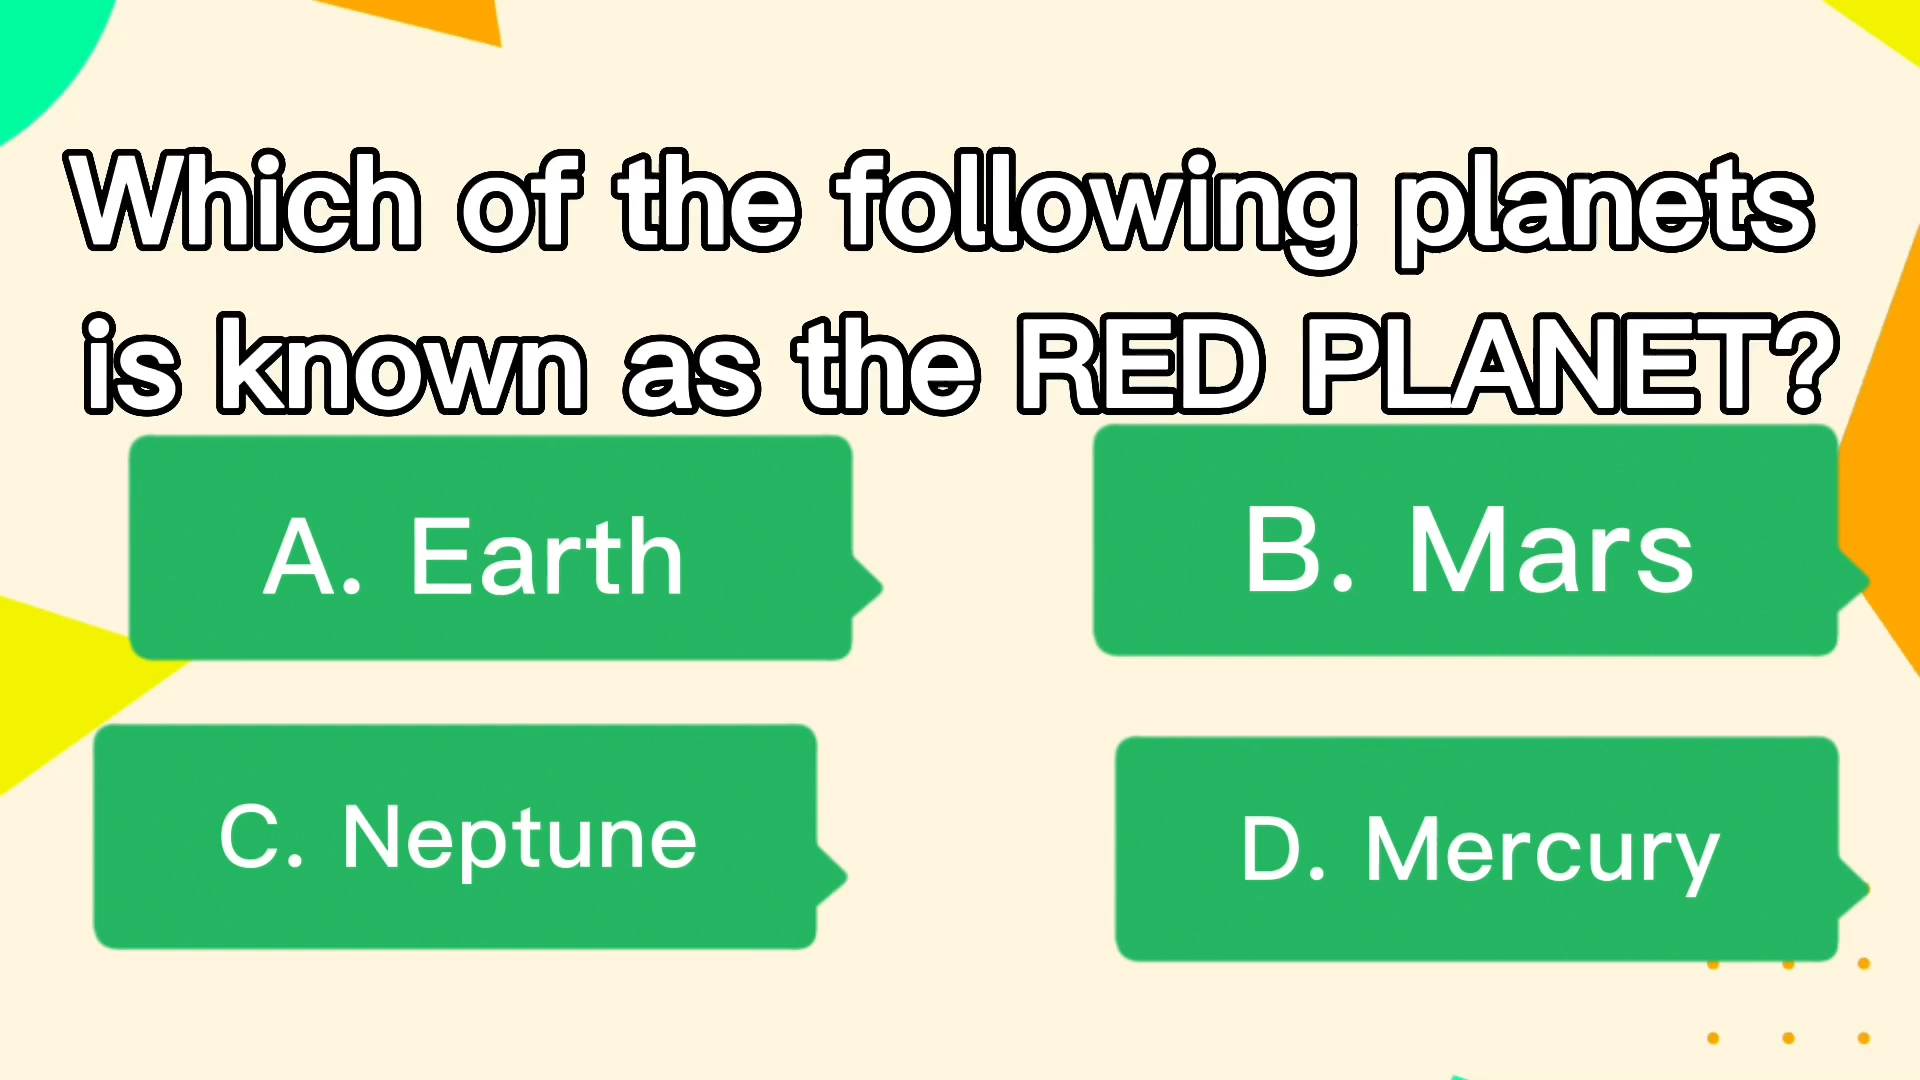 Which of the following planets
is known as the RED PLANET?
A. Earth
B. Mars
C. Neptune
D. Mercury